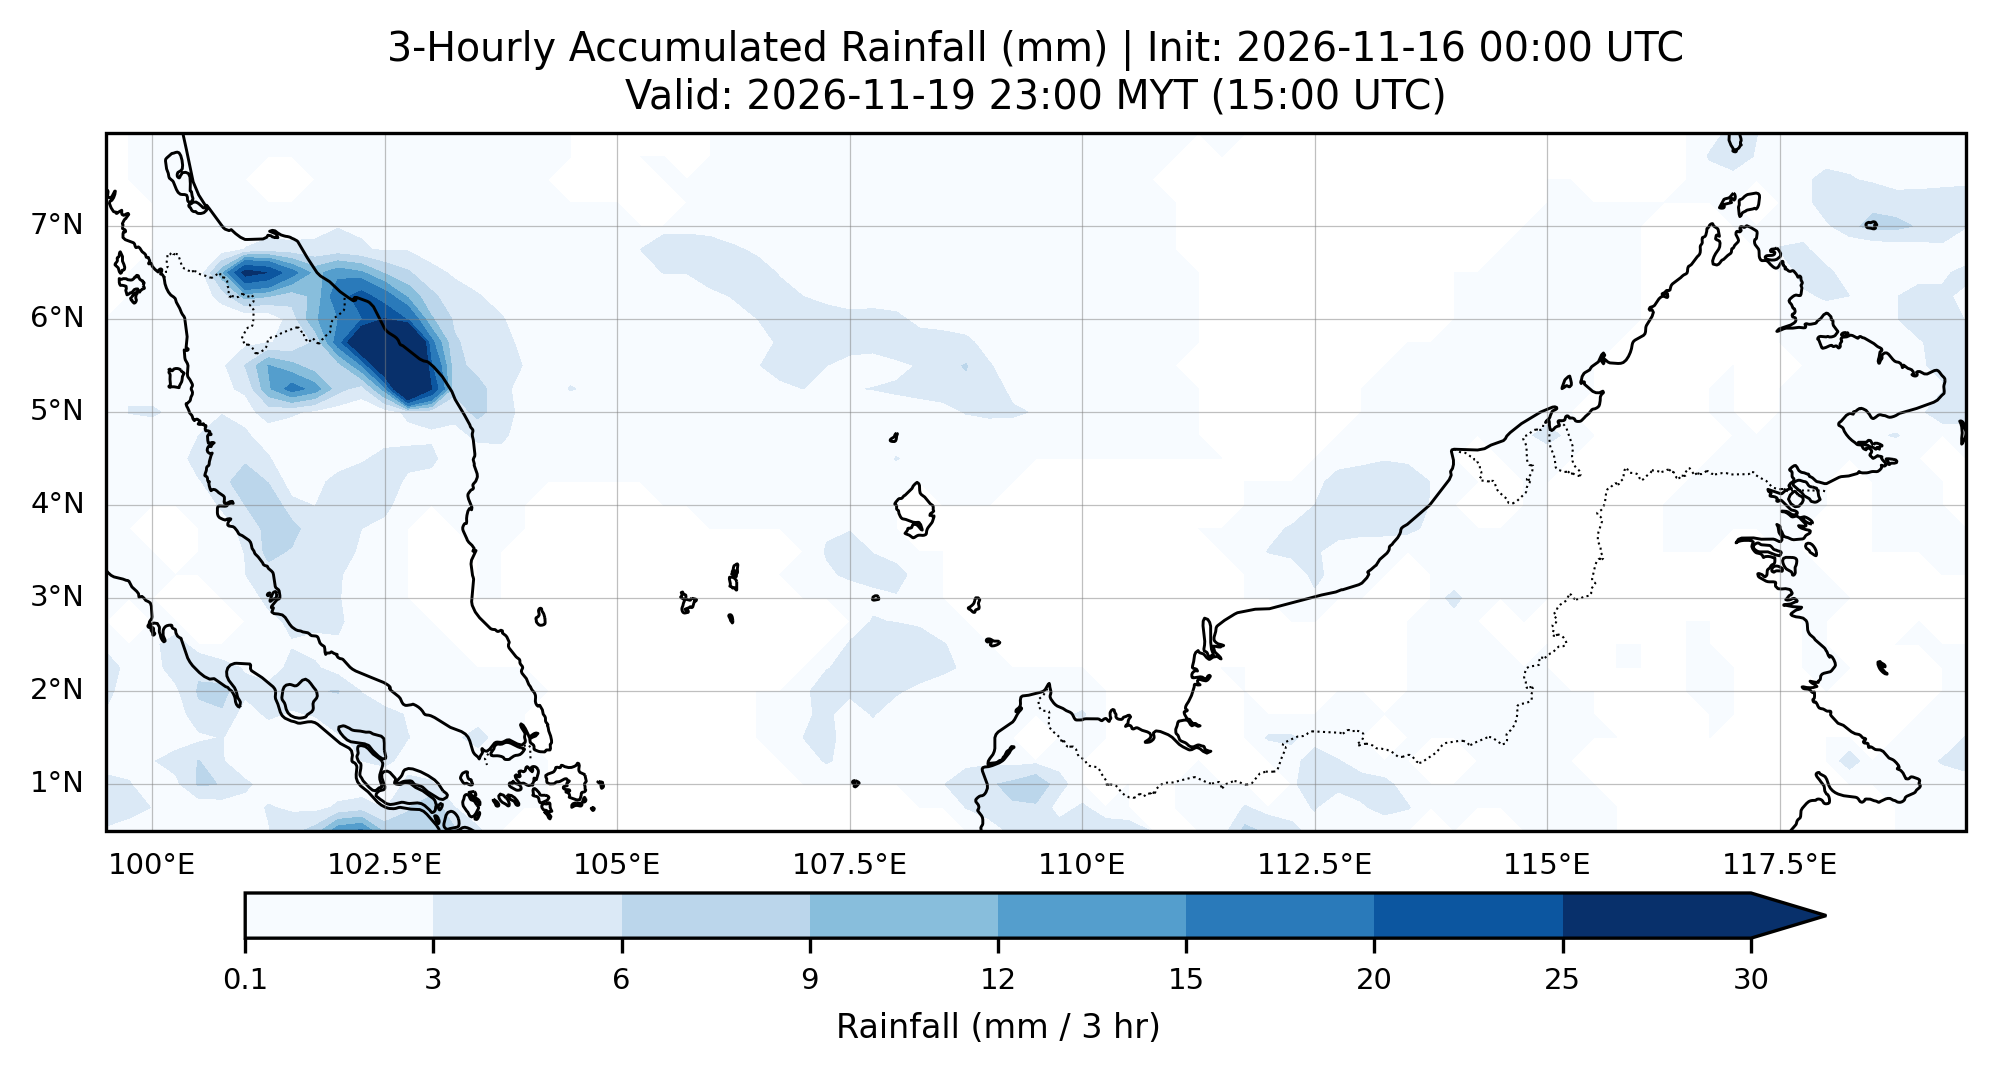 3-Hourly Accumulated Rainfall (mm) | Init: 2026-11-16 00:00 UTC
Valid: 2026-11-19 23:00 MYT (15:00 UTC)
7°N
6°N
5°N
4°N
3°N
2°N
1°N
100°E 102.5°E 105°E 107.5°E 110°E 112.5°E 115°E 117.5°E
0.1 3 6 9 12 15 20 25 30
Rainfall (mm / 3 hr)